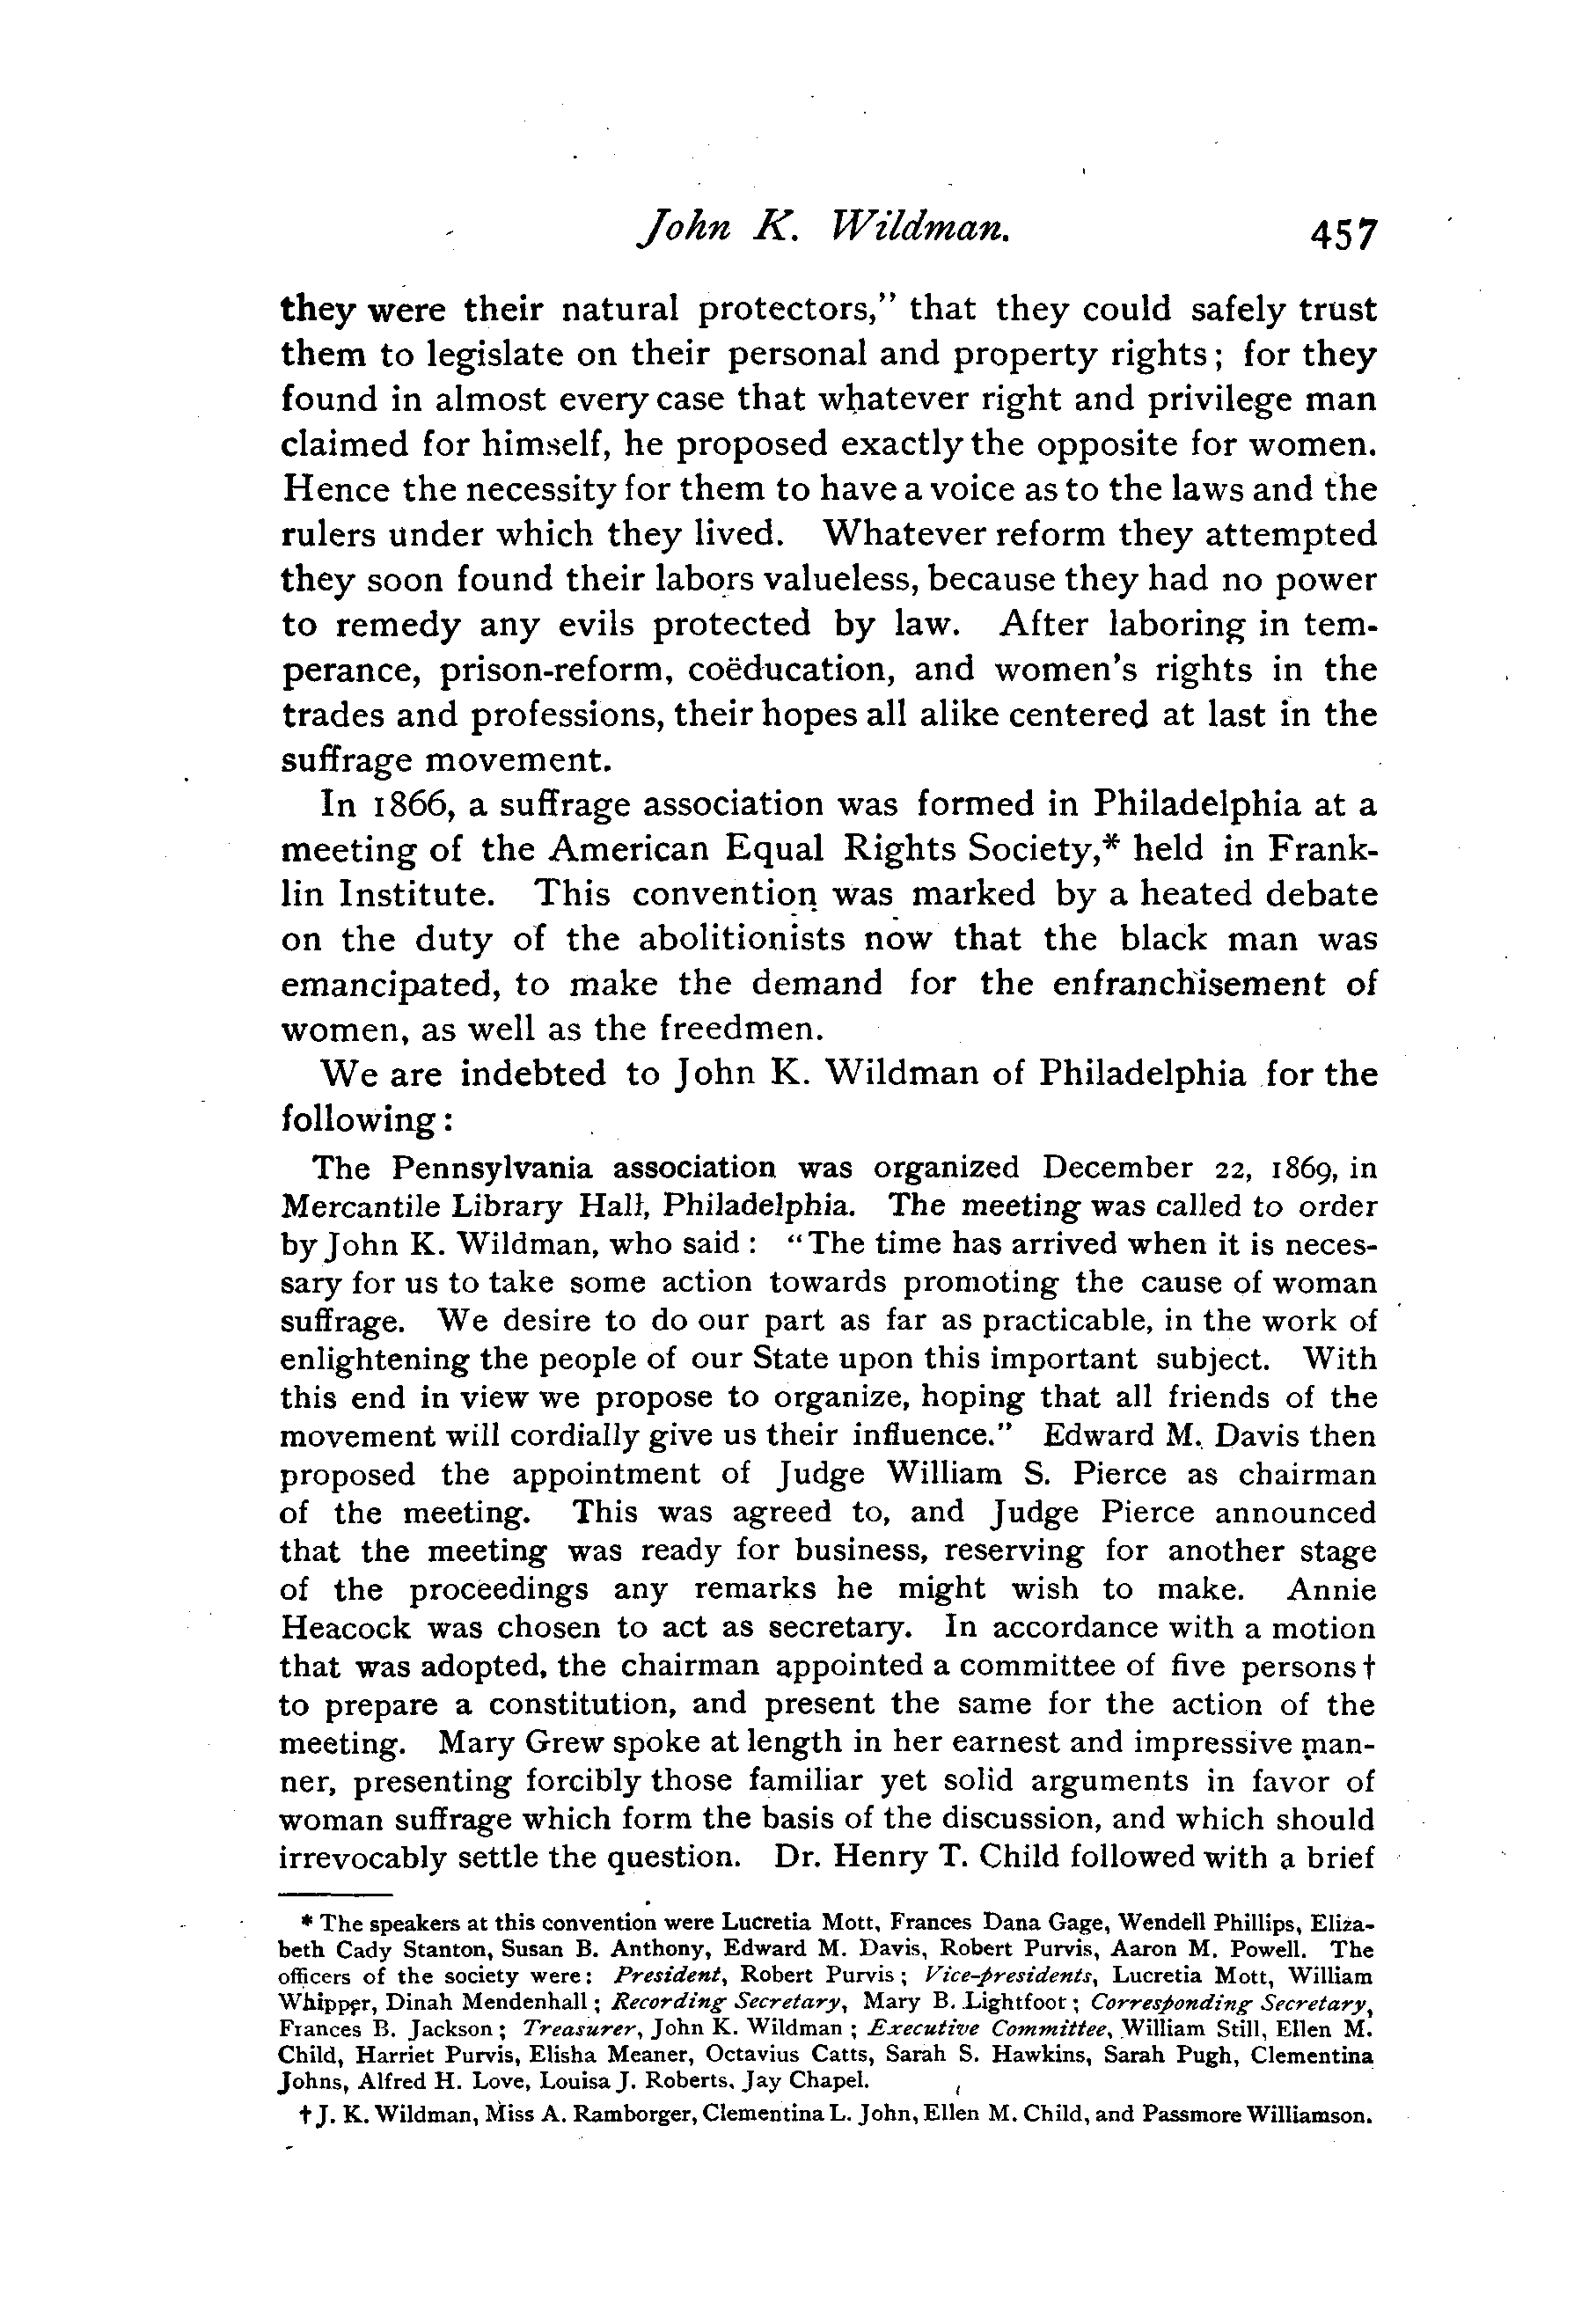 John K. Wildman. 457
they were their natural protectors," that they could safely trust
them to legislate on their personal and property rights; for they
found in almost every case that whatever right and privilege man
claimed for himself, he proposed exactly the opposite for women.
Hence the necessity for them to have a voice as to the laws and the
rulers under which they lived. Whatever reform they attempted
they soon found their labors valueless, because they had no power
to remedy any evils protected by law. After laboring in tem-
perance, prison-reform, coëducation, and women's rights in the
trades and professions, their hopes all alike centered at last in the
suffrage movement.
In 1866, a suffrage association was formed in Philadelphia at a
meeting of the American Equal Rights Society,* held in Frank-
lin Institute. This convention was marked by a heated debate
on the duty of the abolitionists now that the black man was
emancipated, to make the demand for the enfranchisement of
women, as well as the freedmen.
We are indebted to John K. Wildman of Philadelphia for the
following:
The Pennsylvania association was organized December 22, 1869, in
Mercantile Library Hall, Philadelphia. The meeting was called to order
by John K. Wildman, who said: "The time has arrived when it is neces-
sary for us to take some action towards promoting the cause of woman
suffrage. We desire to do our part as far as practicable, in the work of
enlightening the people of our State upon this important subject. With
this end in view we propose to organize, hoping that all friends of the
movement will cordially give us their influence." Edward M. Davis then
proposed the appointment of Judge William S. Pierce as chairman
of the meeting. This was agreed to, and Judge Pierce announced
that the meeting was ready for business, reserving for another stage
of the proceedings any remarks he might wish to make. Annie
Heacock was chosen to act as secretary. In accordance with a motion
that was adopted, the chairman appointed a committee of five persons†
to prepare a constitution, and present the same for the action of the
meeting. Mary Grew spoke at length in her earnest and impressive man-
ner, presenting forcibly those familiar yet solid arguments in favor of
woman suffrage which form the basis of the discussion, and which should
irrevocably settle the question. Dr. Henry T. Child followed with a brief
* The speakers at this convention were Lucretia Mott, Frances Dana Gage, Wendell Phillips, Eliza-
beth Cady Stanton, Susan B. Anthony, Edward M. Davis, Robert Purvis, Aaron M. Powell. The
officers of the society were: President, Robert Purvis; Vice-presidents, Lucretia Mott, William
Whipper, Dinah Mendenhall; Recording Secretary, Mary B. Lightfoot; Corresponding Secretary,
Frances B. Jackson; Treasurer, John K. Wildman; Executive Committee, William Still, Ellen M.
Child, Harriet Purvis, Elisha Meaner, Octavius Catts, Sarah S. Hawkins, Sarah Pugh, Clementina
Johns, Alfred H. Love, Louisa J. Roberts, Jay Chapel.
† J. K. Wildman, Miss A. Ramborger, Clementina L. John, Ellen M. Child, and Passmore Williamson.